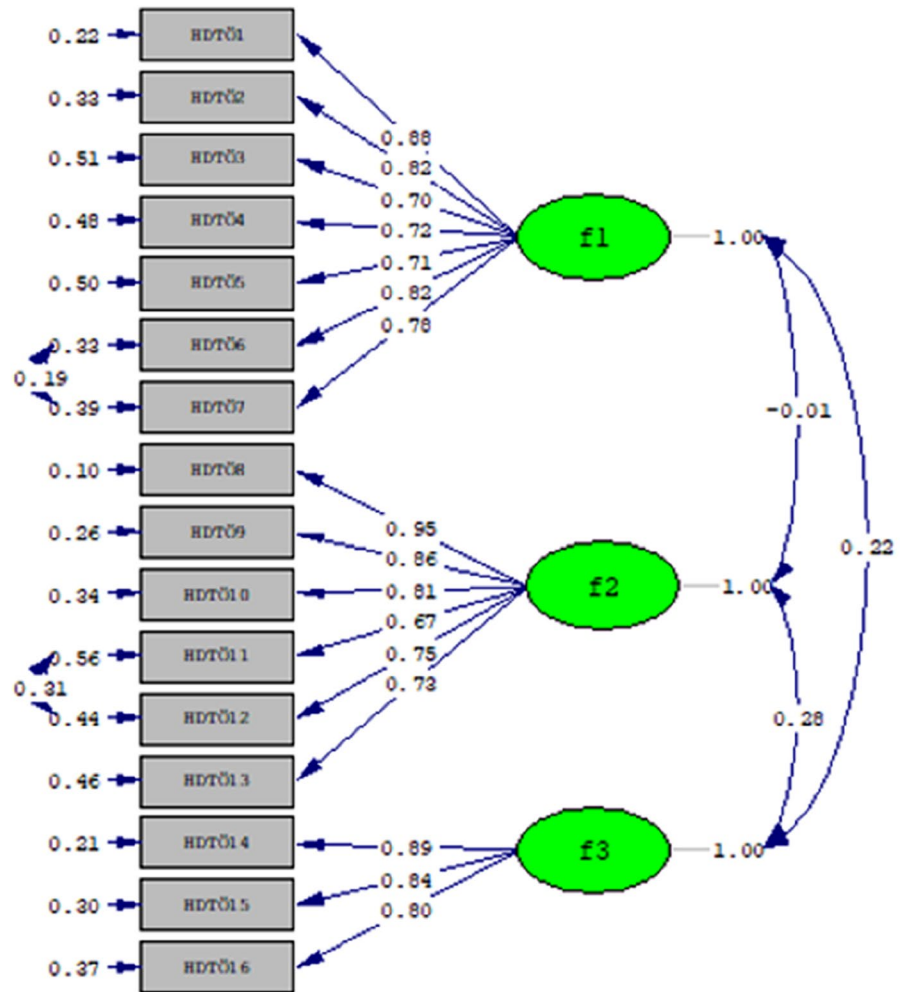 0.22 HDTÖ1
0.33 HDTÖ2
0.51 HDTÖ3
0.48 HDTÖ4
0.50 HDTÖ5
0.33 HDTÖ6
0.19
0.39 HDTÖ7
0.10 HDTÖ8
0.26 HDTÖ9
0.34 HDTÖ10
0.56 HDTÖ11
0.31
0.44 HDTÖ12
0.46 HDTÖ13
0.21 HDTÖ14
0.30 HDTÖ15
0.37 HDTÖ16
0.88
0.82
0.70
0.72
0.71
0.82
0.78
0.95
0.86
0.81
0.67
0.75
0.73
0.89
0.84
0.80
f1 1.00
f2 1.00
f3 1.00
-0.01
0.22
0.28